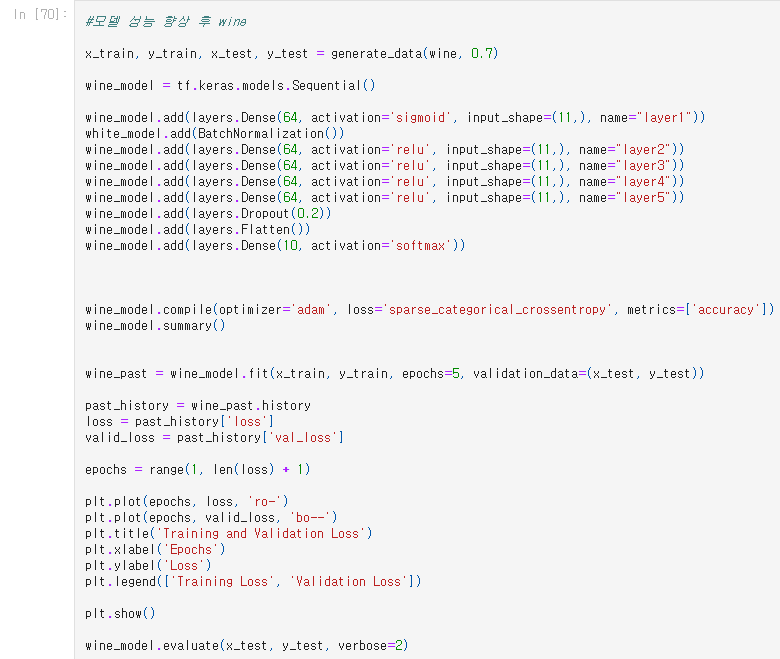 In [70]:
#모델 성능 향상 후 wine
x_train, y_train, x_test, y_test = generate_data(wine, 0.7)
wine_model = tf.keras.models.Sequential()
wine_model.add(layers.Dense(64, activation='sigmoid', input_shape=(11,), name="layer1"))
white_model.add(BatchNormalization())
wine_model.add(layers.Dense(64, activation='relu', input_shape=(11,), name="layer2"))
wine_model.add(layers.Dense(64, activation='relu', input_shape=(11,), name="layer3"))
wine_model.add(layers.Dense(64, activation='relu', input_shape=(11,), name="layer4"))
wine_model.add(layers.Dense(64, activation='relu', input_shape=(11,), name="layer5"))
wine_model.add(layers.Dropout(0.2))
wine_model.add(layers.Flatten())
wine_model.add(layers.Dense(10, activation='softmax'))
wine_model.compile(optimizer='adam', loss='sparse_categorical_crossentropy', metrics=['accuracy'])
wine_model.summary()
wine_past = wine_model.fit(x_train, y_train, epochs=5, validation_data=(x_test, y_test))
past_history = wine_past.history
loss = past_history['loss']
valid_loss = past_history['val_loss']
epochs = range(1, len(loss) + 1)
plt.plot(epochs, loss, 'ro-')
plt.plot(epochs, valid_loss, 'bo--')
plt.title('Training and Validation Loss')
plt.xlabel('Epochs')
plt.ylabel('Loss')
plt.legend(['Training Loss', 'Validation Loss'])
plt.show()
wine_model.evaluate(x_test, y_test, verbose=2)